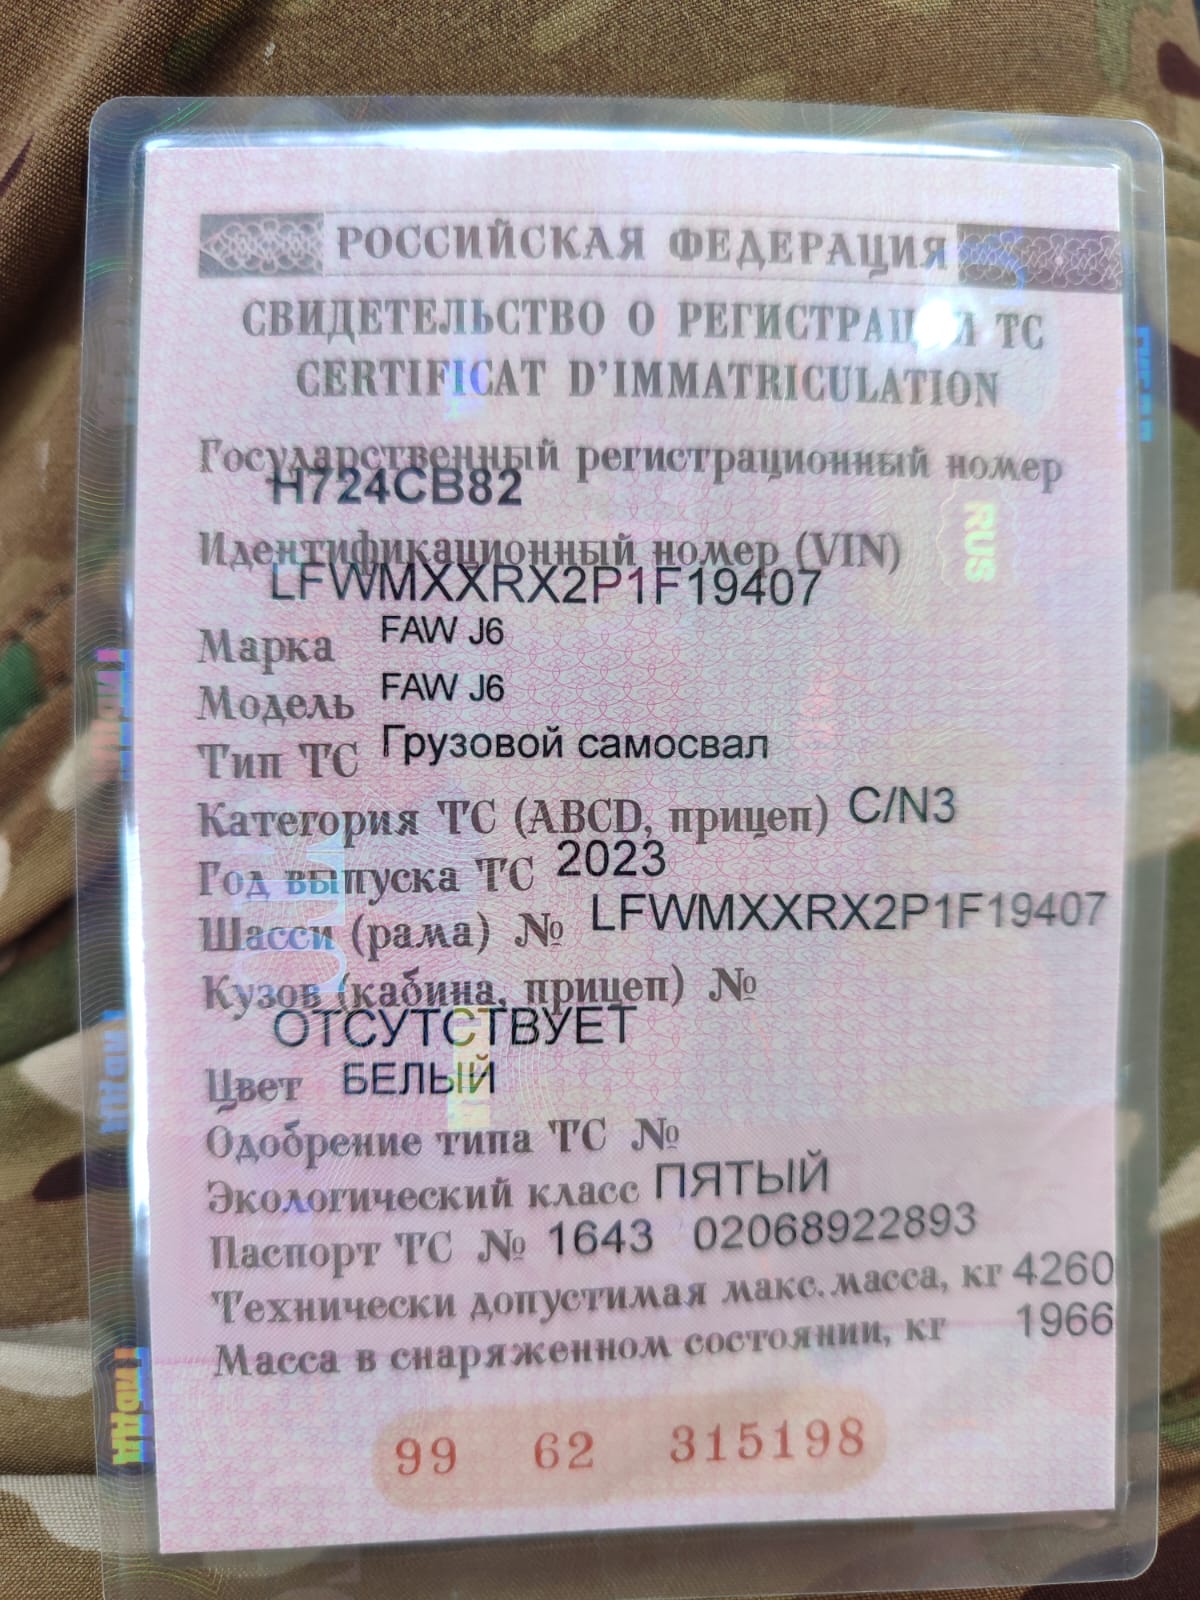 РОССИЙСКАЯ ФЕДЕРАЦИЯ
СВИДЕТЕЛЬСТВО О РЕГИСТРАЦИИ ТС
CERTIFICAT D'IMMATRICULATION
Государственный регистрационный номер
Н724СВ82
Идентификационный номер (VIN)
LFWMXXRX2P1F19407
Марка FAW J6
Модель FAW J6
Тип ТС Грузовой самосвал
Категория ТС (ABCD, прицеп) C/N3
Год выпуска ТС 2023
Шасси (рама) № LFWMXXRX2P1F19407
Кузов (кабина, прицеп) №
ОТСУТСТВУЕТ
Цвет БЕЛЫЙ
Одобрение типа ТС №
Экологический класс ПЯТЫЙ
Паспорт ТС № 1643 02068922893
Технически допустимая макс. масса, кг 4260
Масса в снаряженном состоянии, кг 1966
99 62 315198
RUS